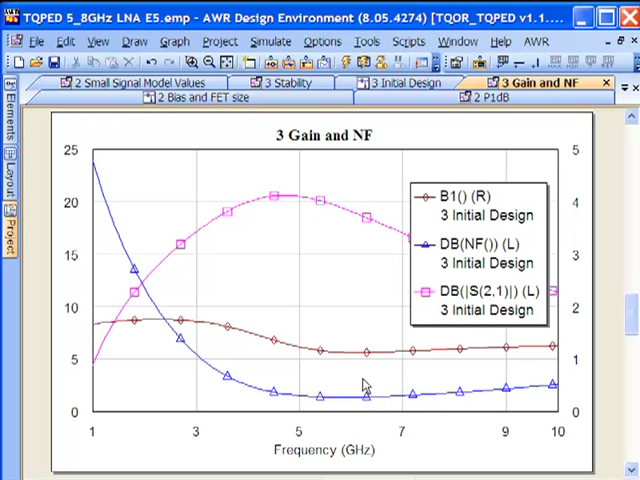 TQPED 5_8GHz LNA E5.emp - AWR Design Environment (8.05.4274) [TQOR_TQPED v1.1....
File Edit View Draw Graph Project Simulate Options Tools Scripts Window Help AWR
2 Small Signal Model Values 3 Stability 3 Initial Design 3 Gain and NF
2 Bias and FET size 2 P1dB
Elements
Layout
Project
3 Gain and NF
25
20
15
10
5
0
5
4
3
2
1
0
B1() (R)
3 Initial Design
DB(NF()) (L)
3 Initial Design
DB(|S(2,1)|) (L)
3 Initial Design
1 3 5 7 9 10
Frequency (GHz)